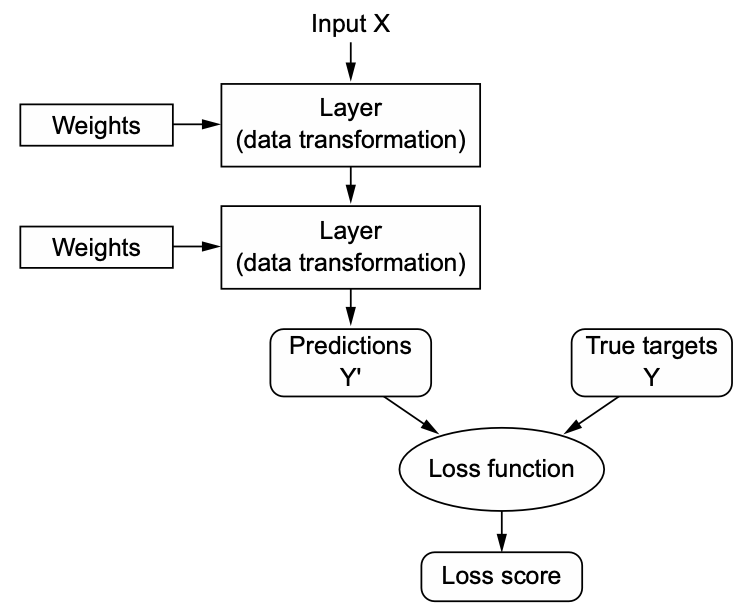 Input X
Weights
Layer
(data transformation)
Weights
Layer
(data transformation)
Predictions
Y'
True targets
Y
Loss function
Loss score